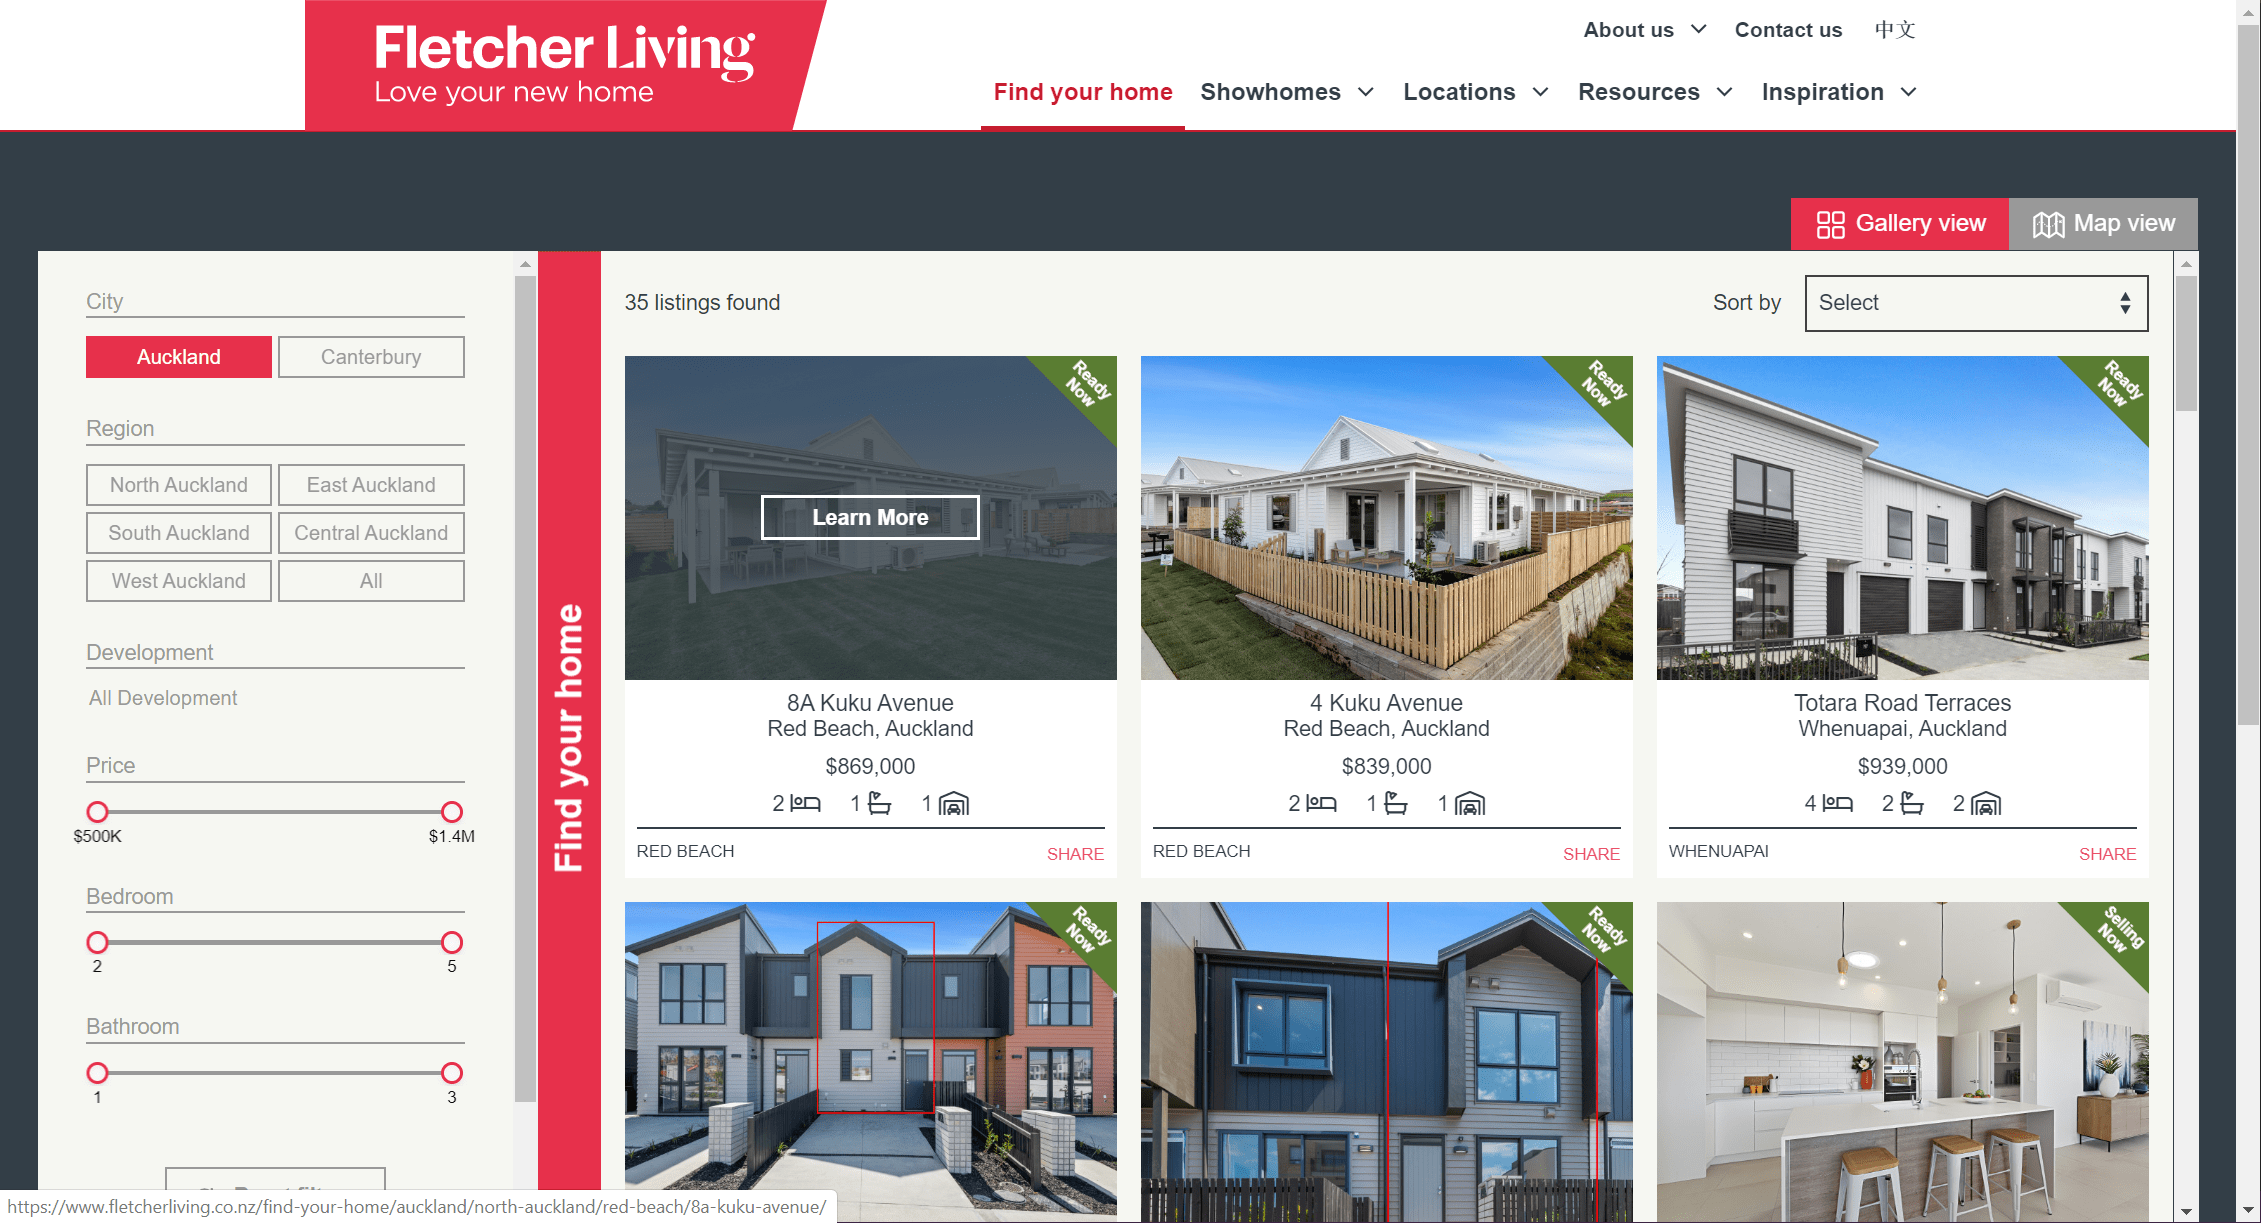 Fletcher Living
Love your new home
About us
Contact us
中文
Find your home
Showhomes
Locations
Resources
Inspiration
Gallery view
Map view
City
Auckland
Canterbury
Region
North Auckland
East Auckland
South Auckland
Central Auckland
West Auckland
All
Development
All Development
Price
$500K
$1.4M
Bedroom
2
5
Bathroom
1
3
Find your home
35 listings found
Sort by
Select
Ready
Now
Learn More
8A Kuku Avenue
Red Beach, Auckland
$869,000
2 1 1
RED BEACH
SHARE
Ready
Now
4 Kuku Avenue
Red Beach, Auckland
$839,000
2 1 1
RED BEACH
SHARE
Ready
Now
Totara Road Terraces
Whenuapai, Auckland
$939,000
4 2 2
WHENUAPAI
SHARE
Ready
Now
Ready
Now
Selling
Now
https://www.fletcherliving.co.nz/find-your-home/auckland/north-auckland/red-beach/8a-kuku-avenue/